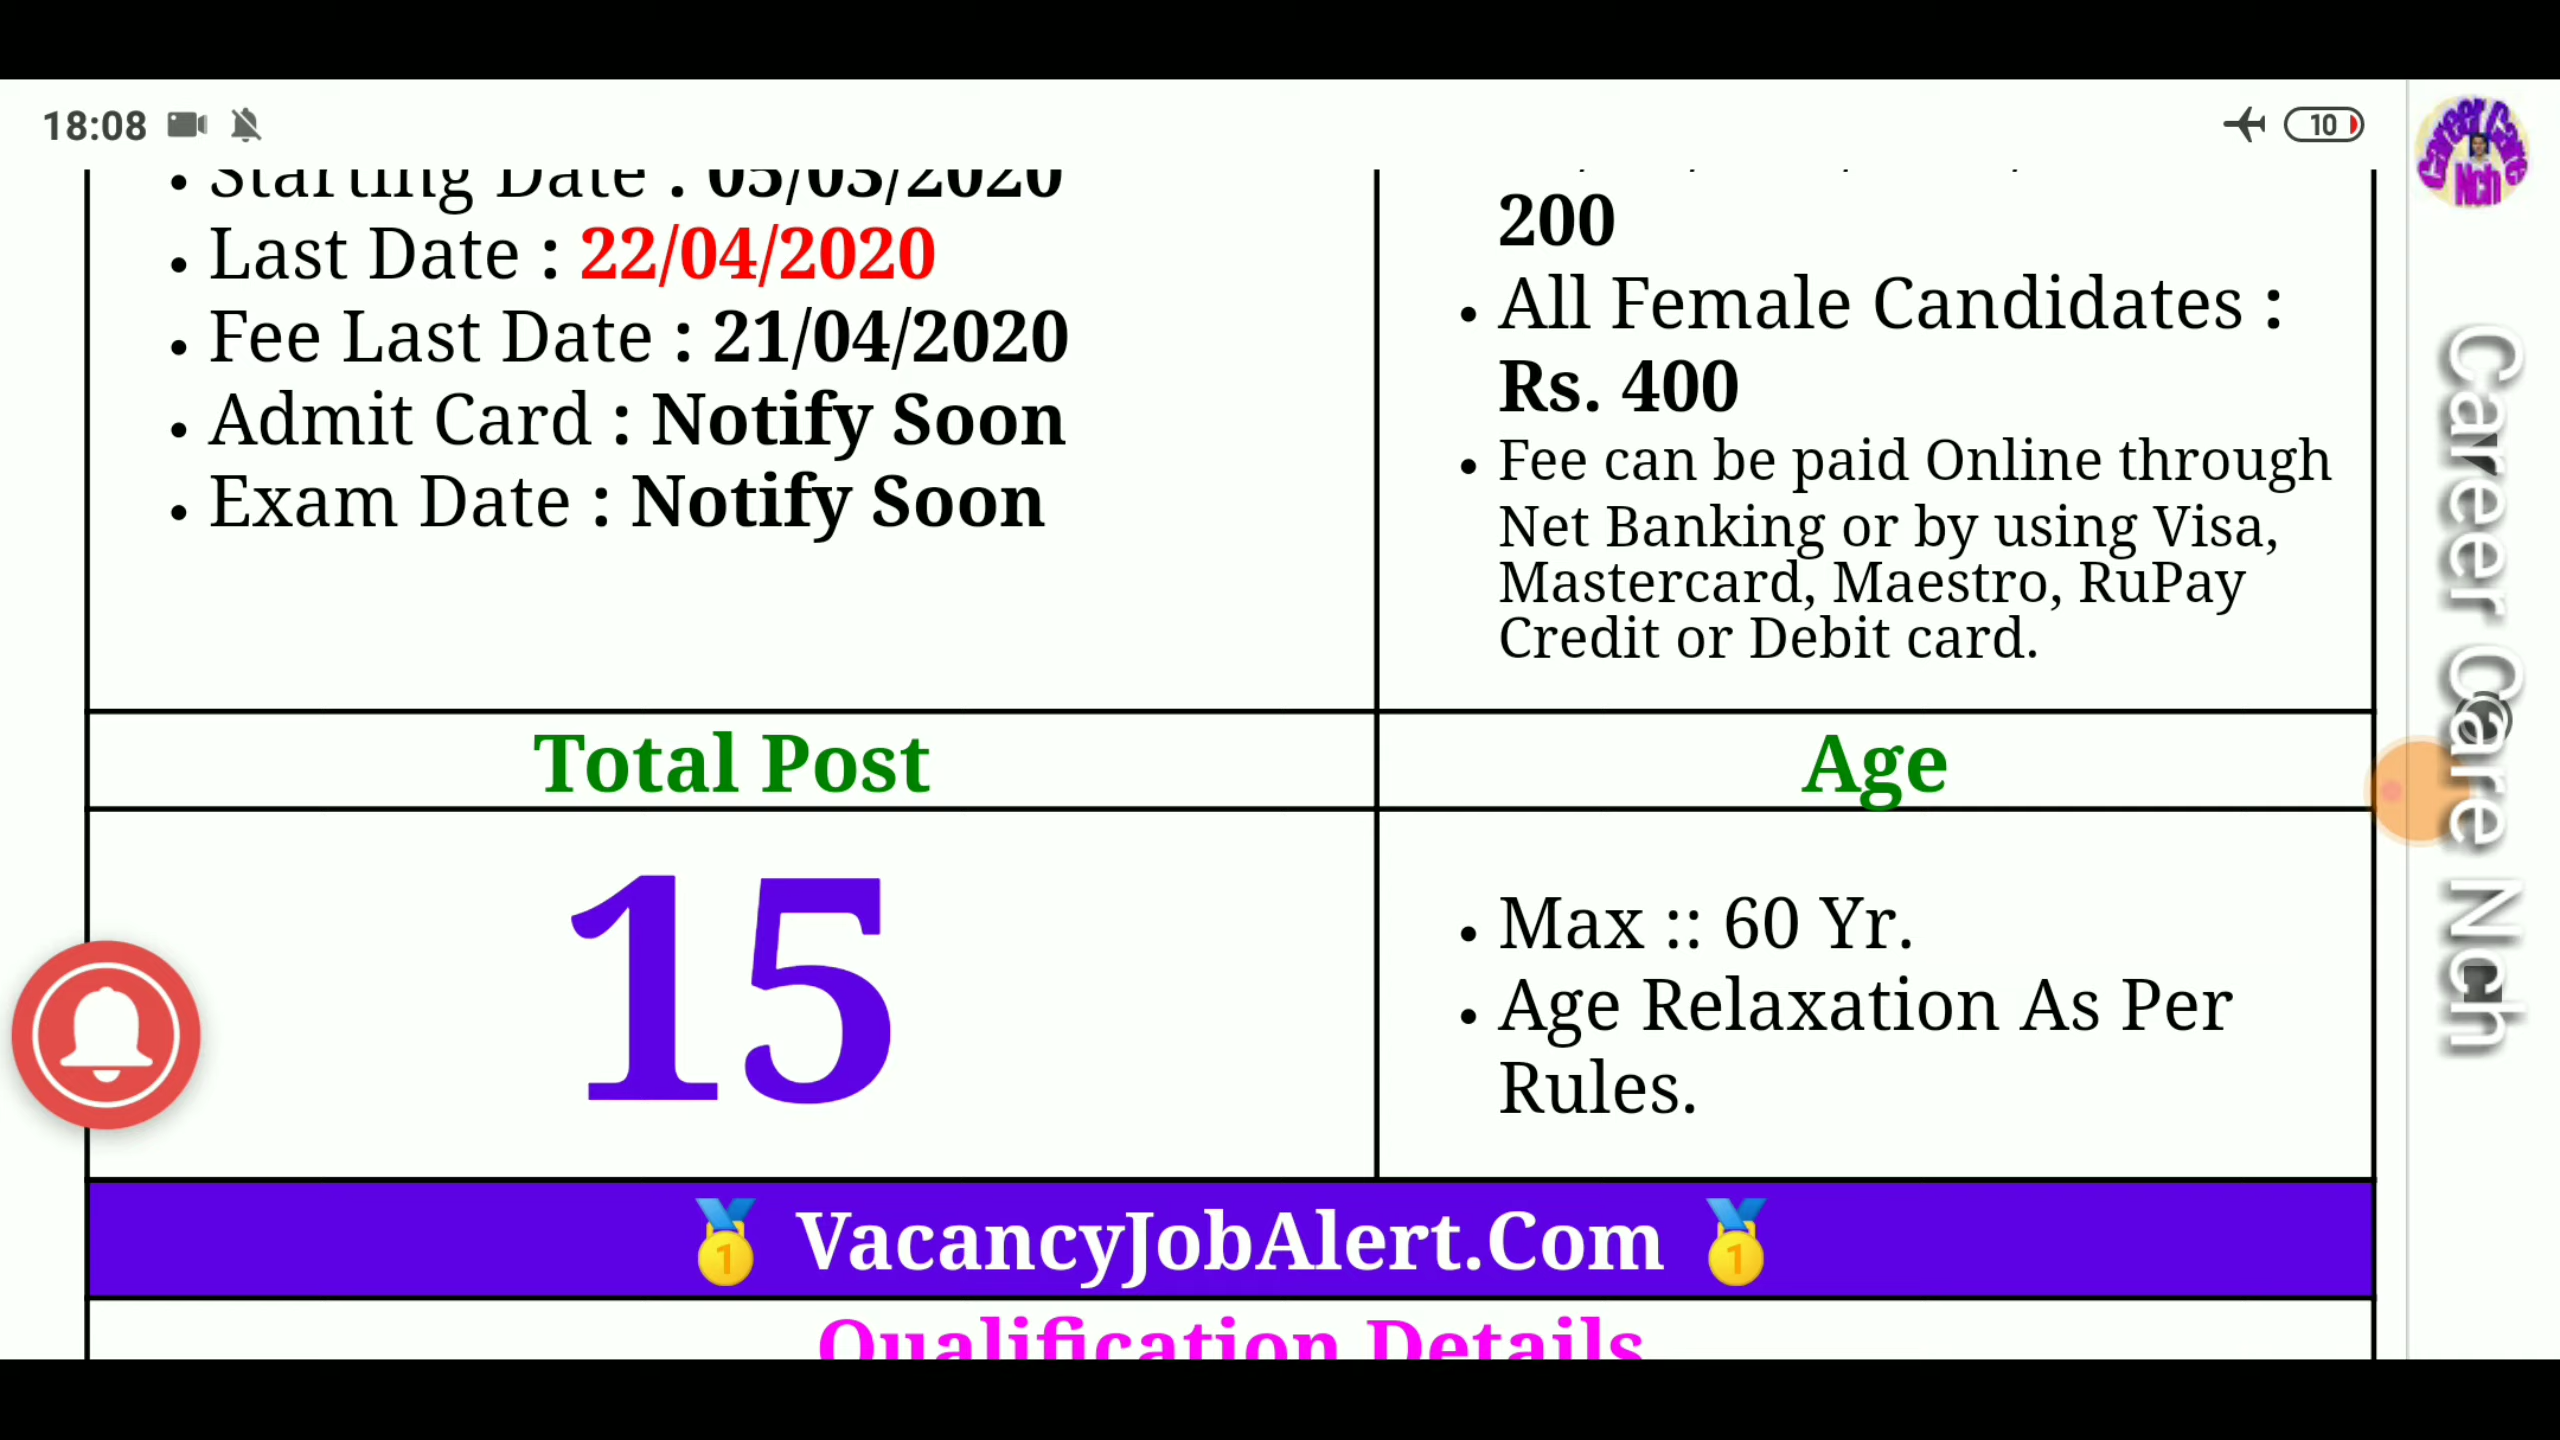 18:08
10
Starting Date : 05/03/2020
Last Date : 22/04/2020
Fee Last Date : 21/04/2020
Admit Card : Notify Soon
Exam Date : Notify Soon
200
All Female Candidates :
Rs. 400
Fee can be paid Online through
Net Banking or by using Visa,
Mastercard, Maestro, RuPay
Credit or Debit card.
Total Post
Age
15
Max :: 60 Yr.
Age Relaxation As Per
Rules.
🥇 VacancyJobAlert.Com 🥇
Qualification Details
Career Care
Nch
Career Care Nch